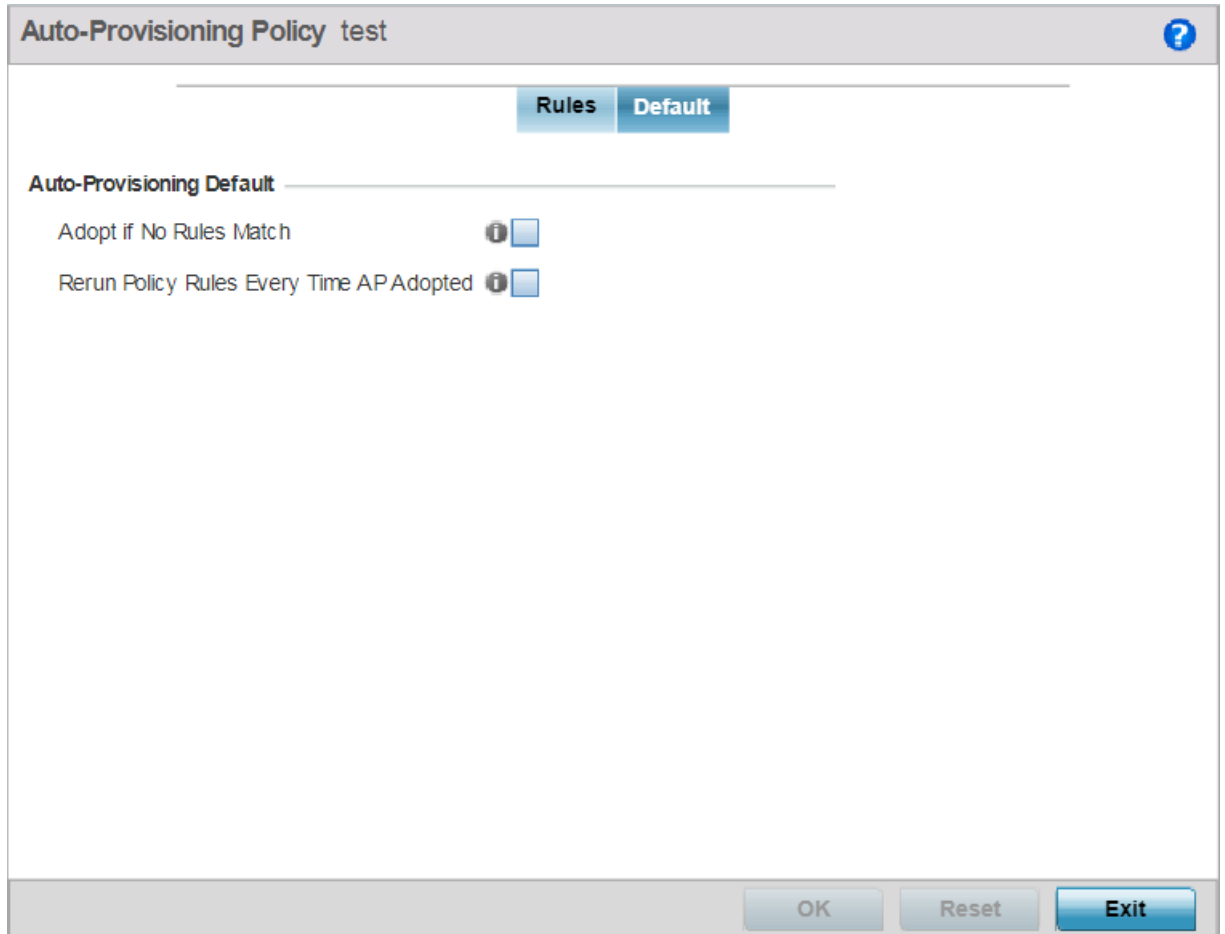 Auto-Provisioning Policy test
?
Rules Default
Auto-Provisioning Default
Adopt if No Rules Match
Rerun Policy Rules Every Time AP Adopted
OK Reset Exit